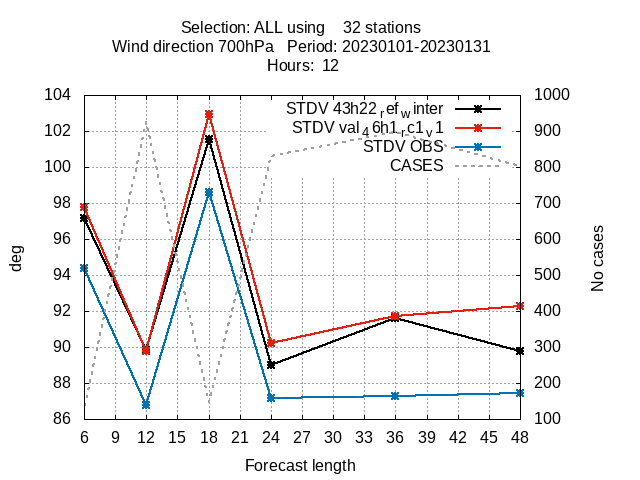 Selection: ALL using    32 stations
Wind direction 700hPa   Period: 20230101-20230131
Hours:  12
104
102
100
98
96
94
92
90
88
86
deg
1000
900
800
700
600
500
400
300
200
100
No cases
STDV 43h22ref_winter
STDV val46h1rc1v1
STDV OBS
CASES
6 9 12 15 18 21 24 27 30 33 36 39 42 45 48
Forecast length